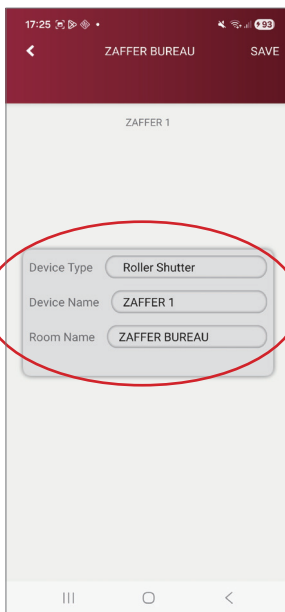 17:25 93
ZAFFER BUREAU SAVE
ZAFFER 1
Device Type Roller Shutter
Device Name ZAFFER 1
Room Name ZAFFER BUREAU